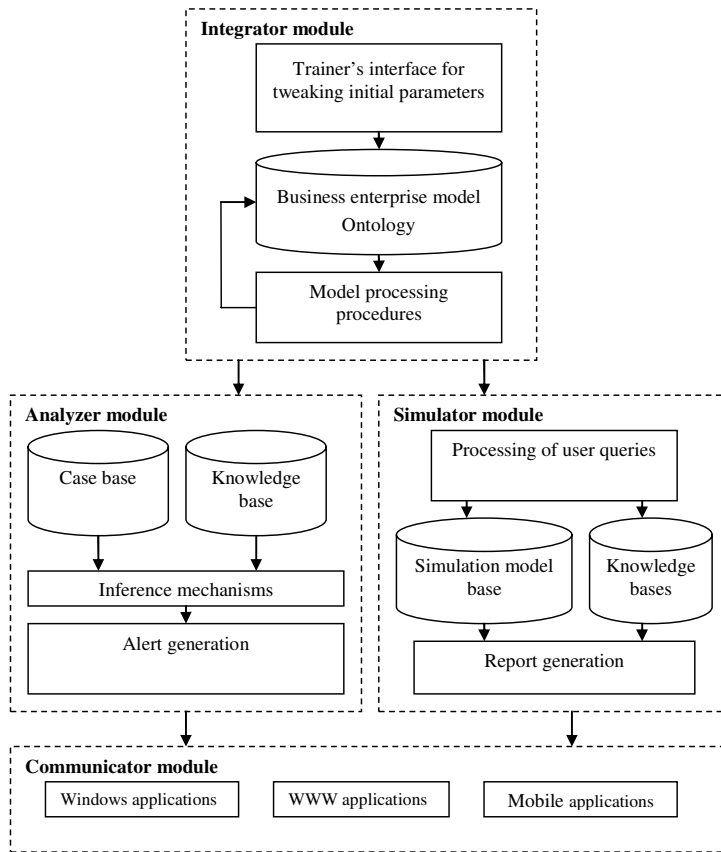 Integrator module
Trainer's interface for
tweaking initial parameters
Business enterprise model
Ontology
Model processing
procedures
Analyzer module
Case base
Knowledge
base
Inference mechanisms
Alert generation
Simulator module
Processing of user queries
Simulation model
base
Knowledge
bases
Report generation
Communicator module
Windows applications
WWW applications
Mobile applications